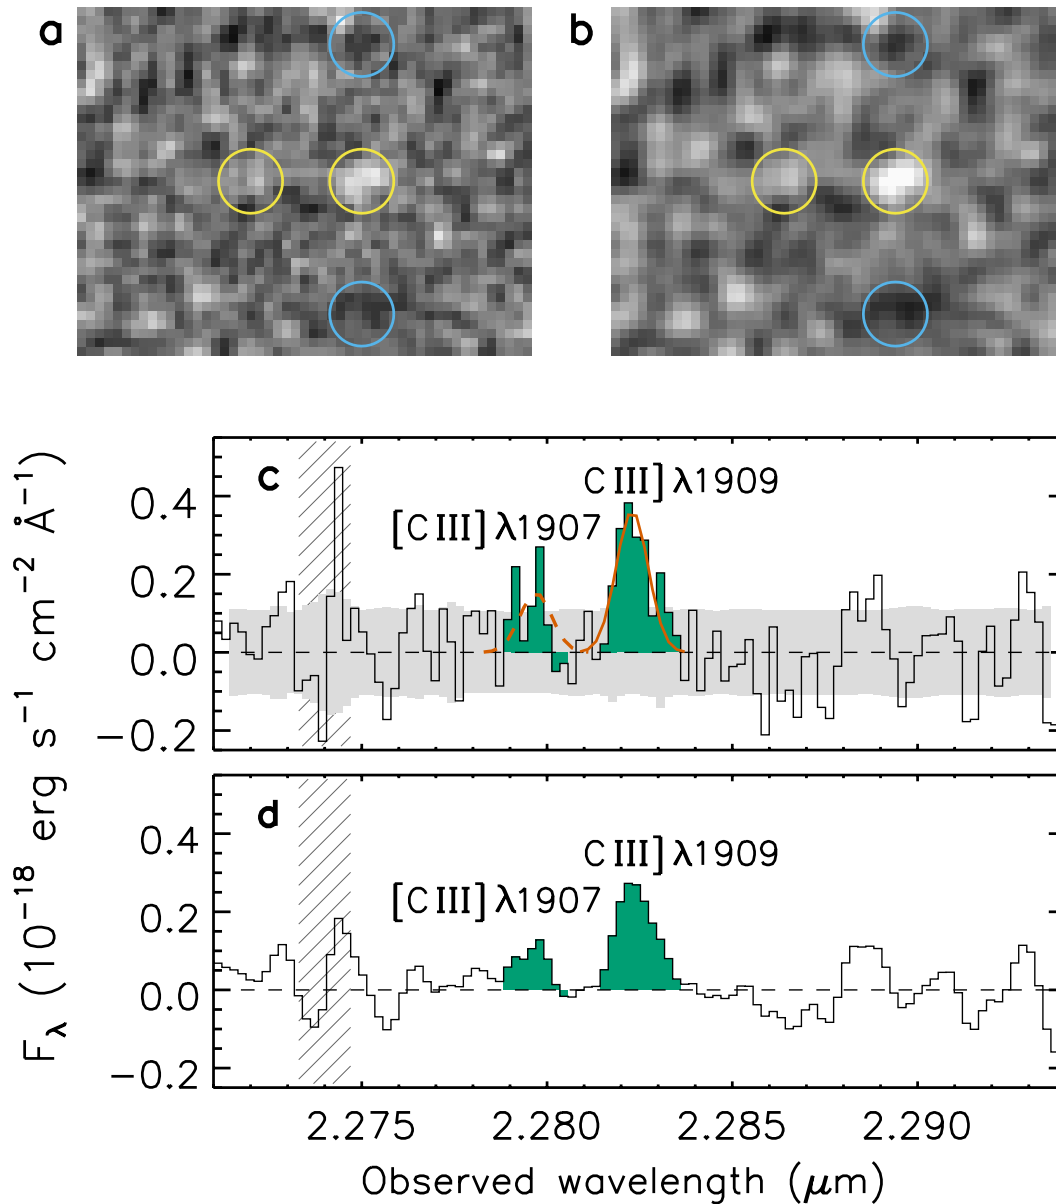 a
b
c
C III] λ1909
[C III] λ1907
0.4
0.2
0.0
−0.2
d
C III] λ1909
[C III] λ1907
0.4
0.2
0.0
−0.2
F_λ (10⁻¹⁸ erg s⁻¹ cm⁻² Å⁻¹)
2.275 2.280 2.285 2.290
Observed wavelength (μm)